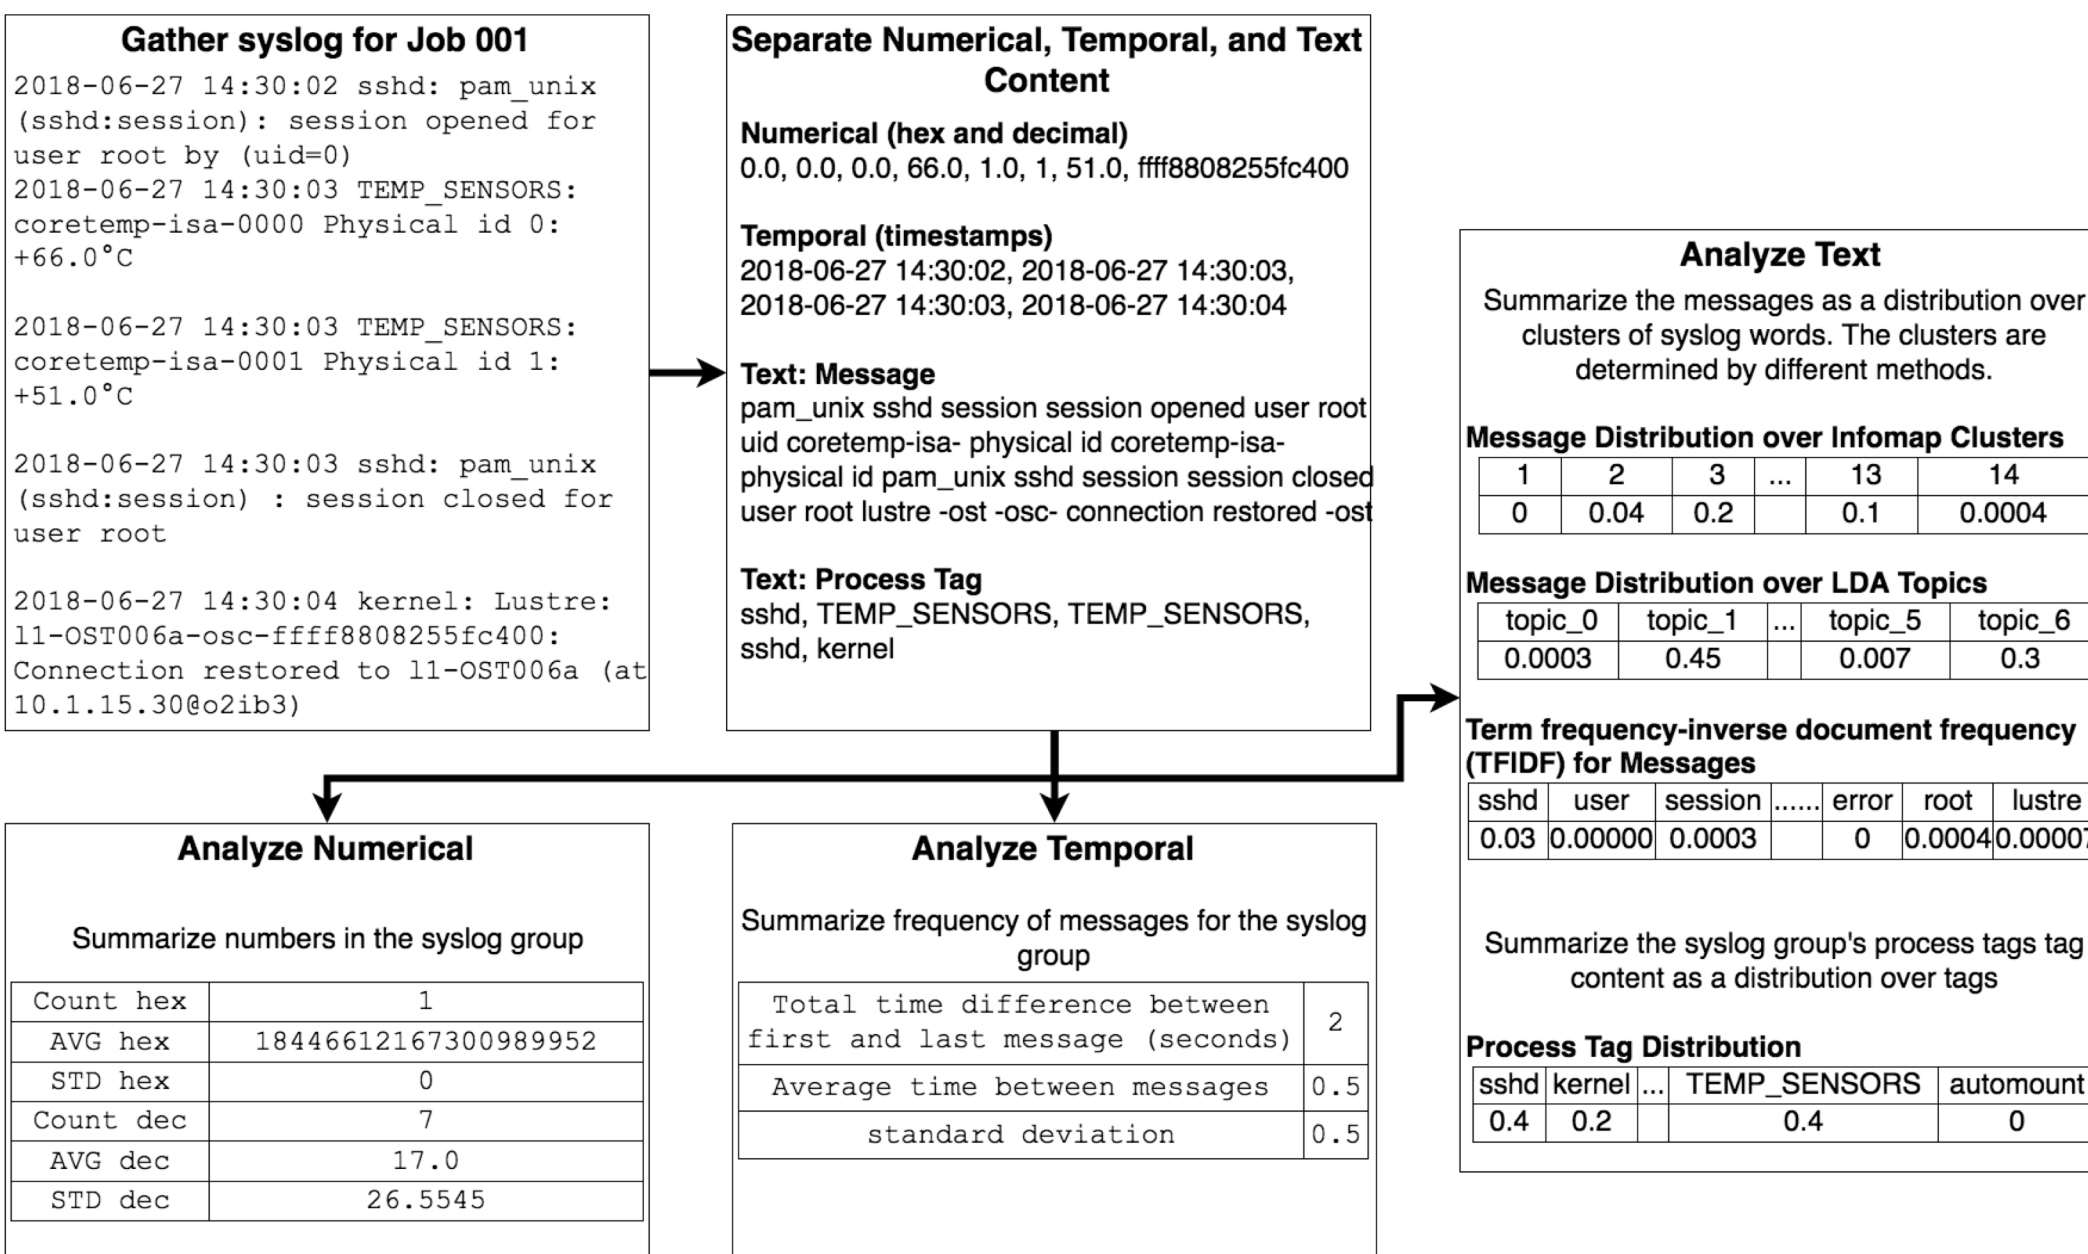 Gather syslog for Job 001
2018-06-27 14:30:02 sshd: pam_unix
(sshd:session): session opened for
user root by (uid=0)
2018-06-27 14:30:03 TEMP_SENSORS:
coretemp-isa-0000 Physical id 0:
+66.0°C
2018-06-27 14:30:03 TEMP_SENSORS:
coretemp-isa-0001 Physical id 1:
+51.0°C
2018-06-27 14:30:03 sshd: pam_unix
(sshd:session) : session closed for
user root
2018-06-27 14:30:04 kernel: Lustre:
l1-OST006a-osc-ffff8808255fc400:
Connection restored to l1-OST006a (at
10.1.15.30@o2ib3)
Separate Numerical, Temporal, and Text
Content
Numerical (hex and decimal)
0.0, 0.0, 0.0, 66.0, 1.0, 1, 51.0, ffff8808255fc400
Temporal (timestamps)
2018-06-27 14:30:02, 2018-06-27 14:30:03,
2018-06-27 14:30:03, 2018-06-27 14:30:04
Text: Message
pam_unix sshd session session opened user root
uid coretemp-isa- physical id coretemp-isa-
physical id pam_unix sshd session session closed
user root lustre -ost -osc- connection restored -ost
Text: Process Tag
sshd, TEMP_SENSORS, TEMP_SENSORS,
sshd, kernel
Analyze Numerical
Summarize numbers in the syslog group
Count hex 1
AVG hex 18446612167300989952
STD hex 0
Count dec 7
AVG dec 17.0
STD dec 26.5545
Analyze Temporal
Summarize frequency of messages for the syslog
group
Total time difference between
first and last message (seconds) 2
Average time between messages 0.5
standard deviation 0.5
Analyze Text
Summarize the messages as a distribution over
clusters of syslog words. The clusters are
determined by different methods.
Message Distribution over Infomap Clusters
1 2 3 ... 13 14
0 0.04 0.2 0.1 0.0004
Message Distribution over LDA Topics
topic_0 topic_1 ... topic_5 topic_6
0.0003 0.45 0.007 0.3
Term frequency-inverse document frequency
(TFIDF) for Messages
sshd user session ...... error root lustre
0.03 0.00000 0.0003 0 0.0004 0.00007
Summarize the syslog group's process tags tag
content as a distribution over tags
Process Tag Distribution
sshd kernel ... TEMP_SENSORS automount
0.4 0.2 0.4 0